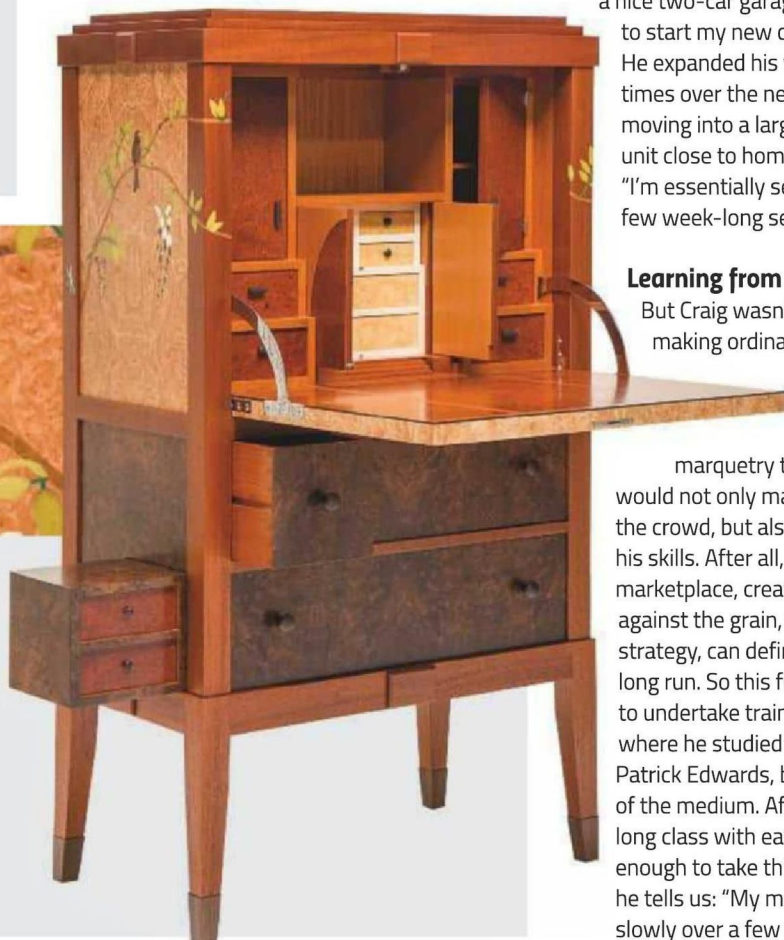 a nice two-car garag
to start my new c
He expanded his
times over the ne
moving into a larg
unit close to hom
"I'm essentially se
few week-long se
Learning from
But Craig wasn
making ordina
marquetry t
would not only ma
the crowd, but als
his skills. After all,
marketplace, crea
against the grain,
strategy, can defin
long run. So this f
to undertake train
where he studied
Patrick Edwards, b
of the medium. Af
long class with ea
enough to take th
he tells us: "My m
slowly over a few